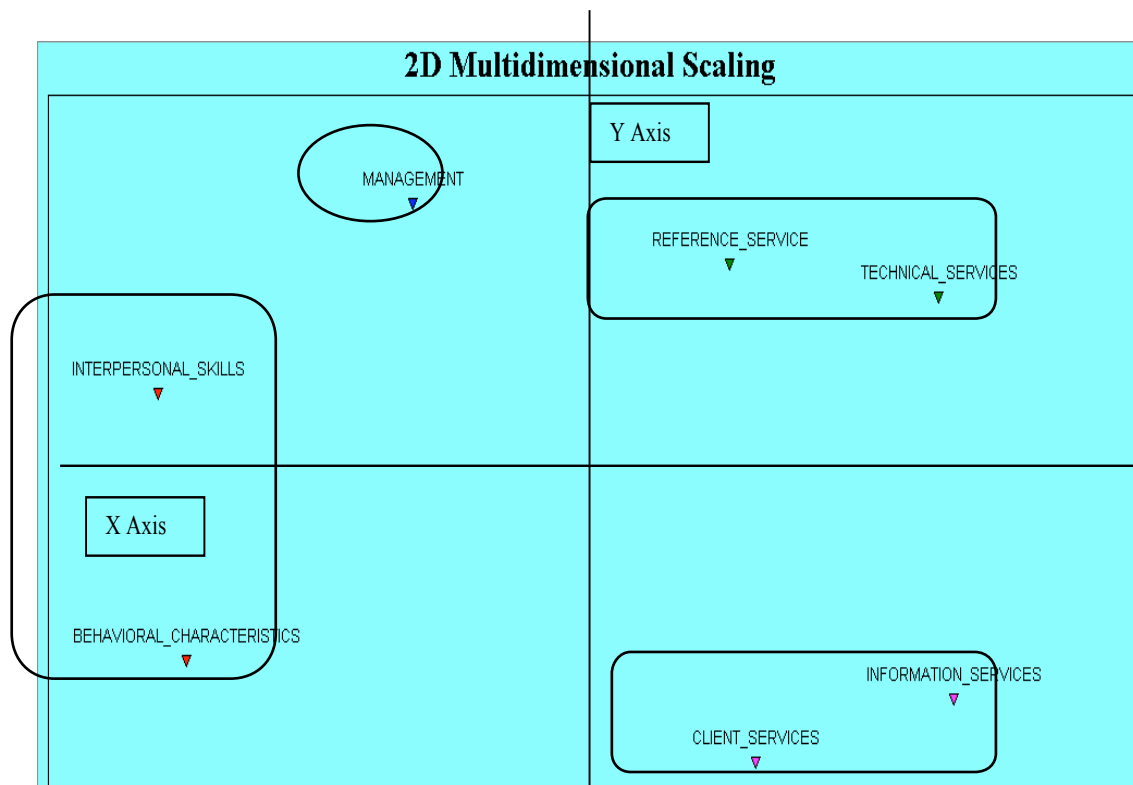 2D Multidimensional Scaling
Y Axis
MANAGEMENT
REFERENCE_SERVICE
TECHNICAL_SERVICES
INTERPERSONAL_SKILLS
X Axis
BEHAVIORAL_CHARACTERISTICS
INFORMATION_SERVICES
CLIENT_SERVICES